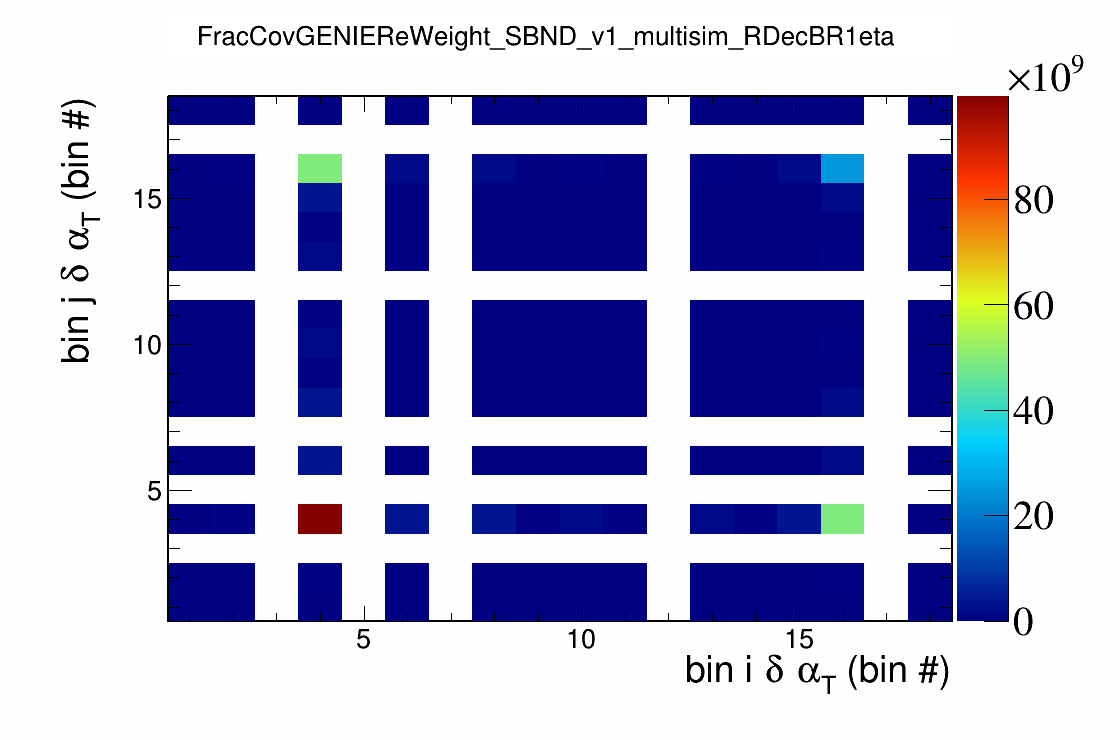 FracCovGENIEReWeight_SBND_v1_multisim_RDecBR1eta
×10⁹
bin j δ α_T (bin #)
15
10
5
80
60
40
20
0
5 10 15
bin i δ α_T (bin #)